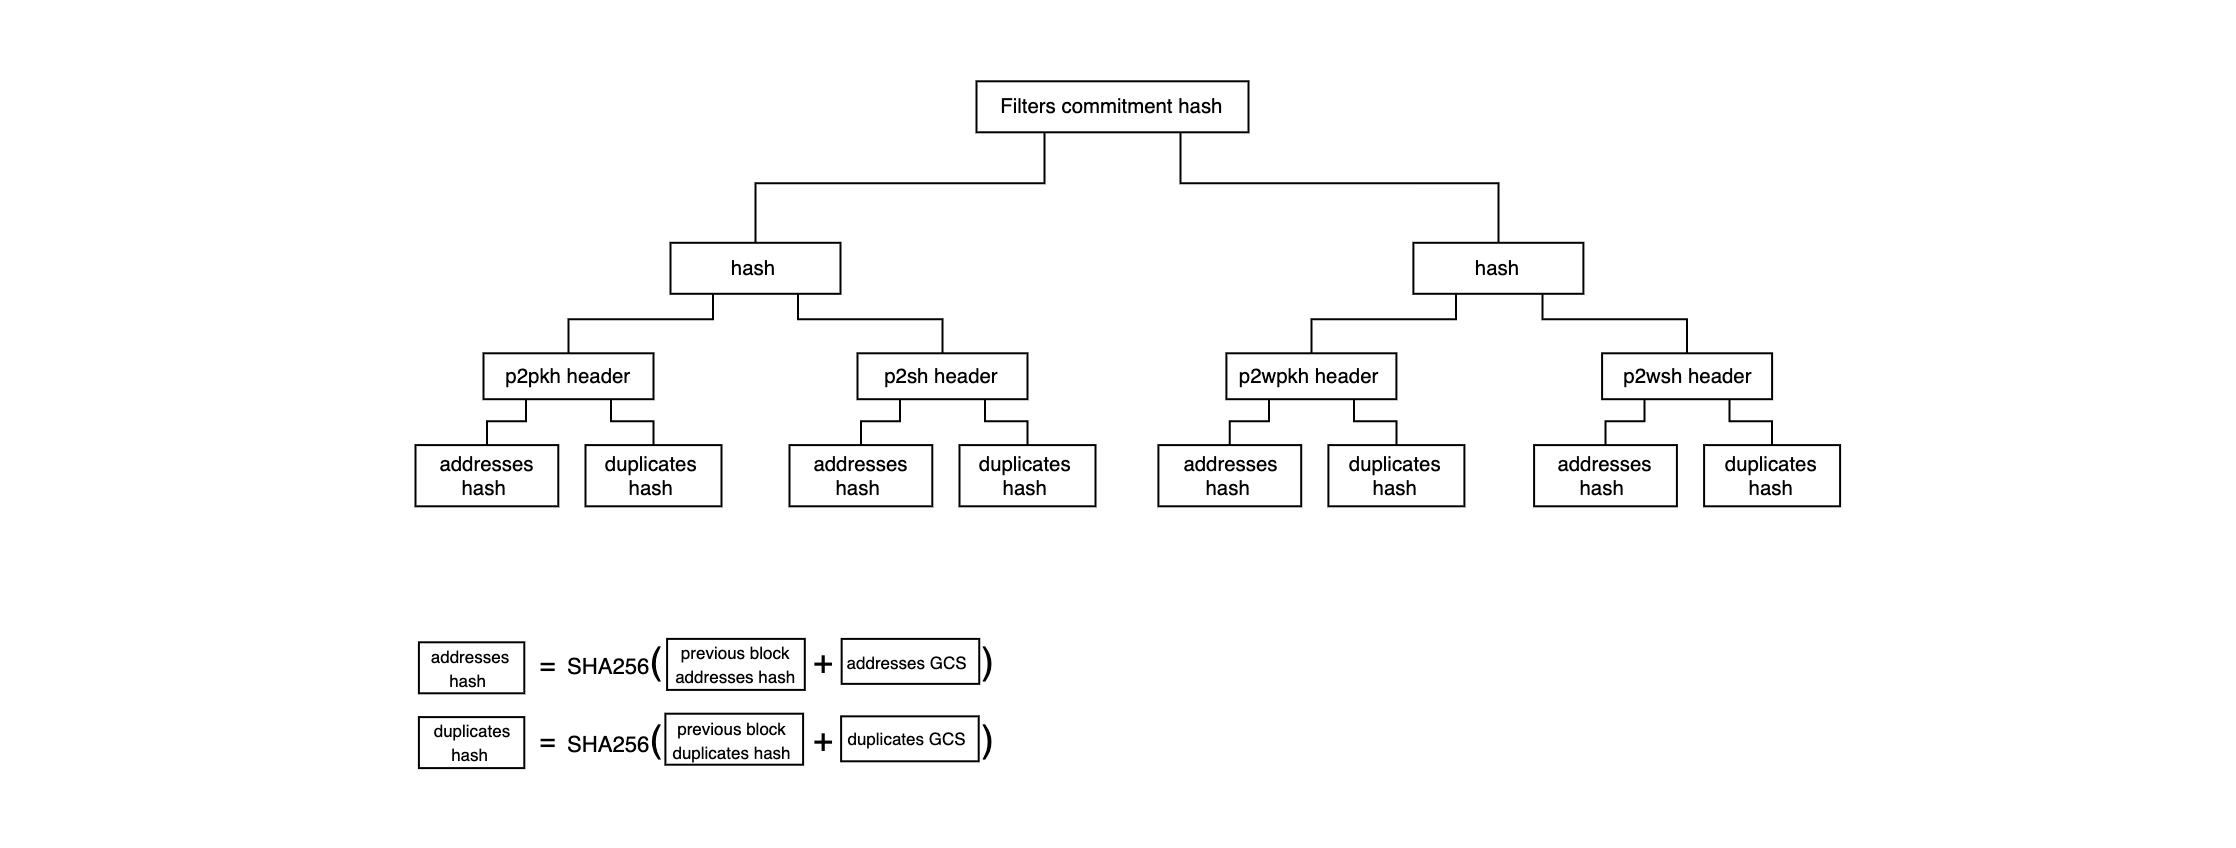 Filters commitment hash
hash
hash
p2pkh header
p2sh header
p2wpkh header
p2wsh header
addresses
hash
duplicates
hash
addresses
hash
duplicates
hash
addresses
hash
duplicates
hash
addresses
hash
duplicates
hash
addresses
hash
= SHA256(
previous block
addresses hash
+
addresses GCS
)
duplicates
hash
= SHA256(
previous block
duplicates hash
+
duplicates GCS
)